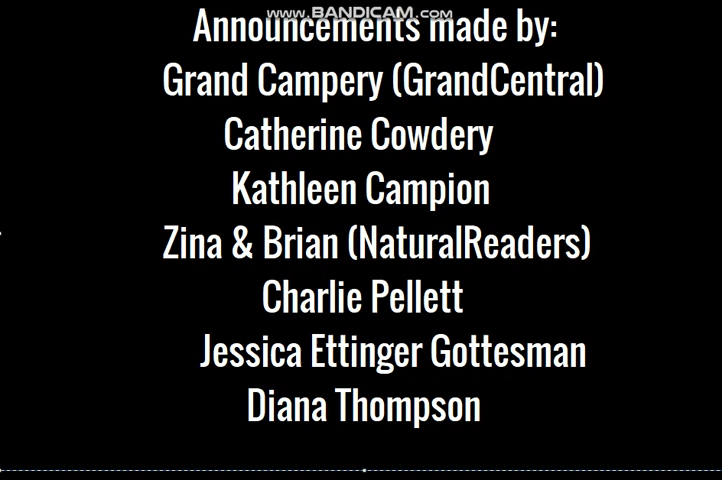 www.BANDICAM.com
Announcements made by:
Grand Campery (GrandCentral)
Catherine Cowdery
Kathleen Campion
Zina & Brian (NaturalReaders)
Charlie Pellett
Jessica Ettinger Gottesman
Diana Thompson